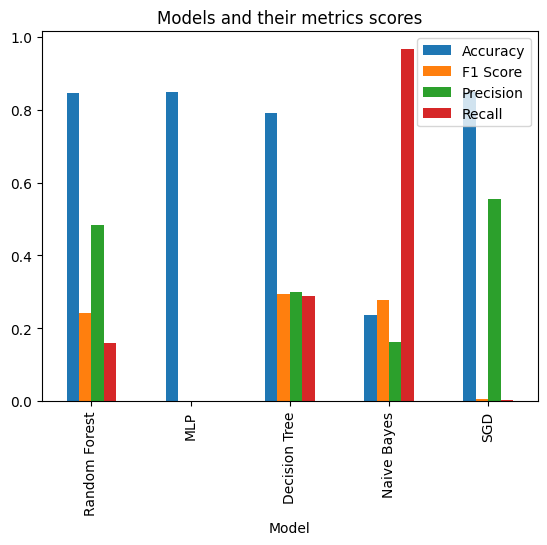 Models and their metrics scores
Accuracy
F1 Score
Precision
Recall
1.0
0.8
0.6
0.4
0.2
0.0
Random Forest
MLP
Decision Tree
Naive Bayes
SGD
Model